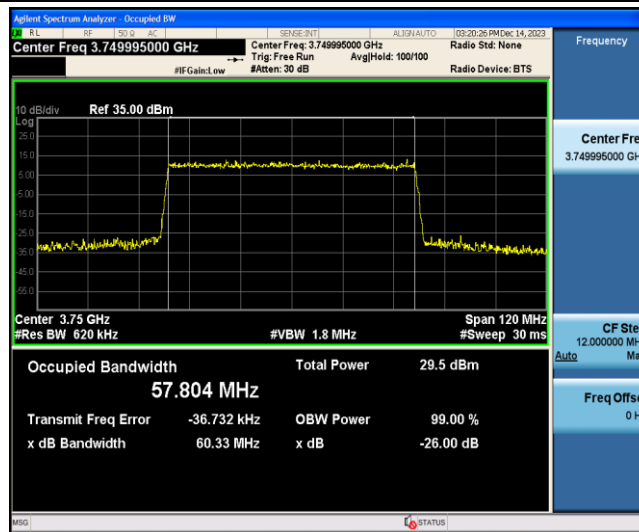 Agilent Spectrum Analyzer - Occupied BW
RL RF 50 Ω AC SENSE:INT ALIGNAUTO 03:20:26 PM Dec 14, 2023
Center Freq 3.749995000 GHz Center Freq: 3.749995000 GHz Radio Std: None
Trig: Free Run Avg|Hold: 100/100
#IFGain:Low #Atten: 30 dB Radio Device: BTS
10 dB/div Ref 35.00 dBm
Log
25.0
15.0
5.00
-5.00
-15.0
-25.0
-35.0
-45.0
-55.0
Center 3.75 GHz Span 120 MHz
#Res BW 620 kHz #VBW 1.8 MHz #Sweep 30 ms
Occupied Bandwidth Total Power 29.5 dBm
57.804 MHz
Transmit Freq Error -36.732 kHz OBW Power 99.00 %
x dB Bandwidth 60.33 MHz x dB -26.00 dB
MSG STATUS
Frequency
Center Fre
3.749995000 GH
CF Ste
12.000000 MH
Auto Ma
Freq Offse
0 H